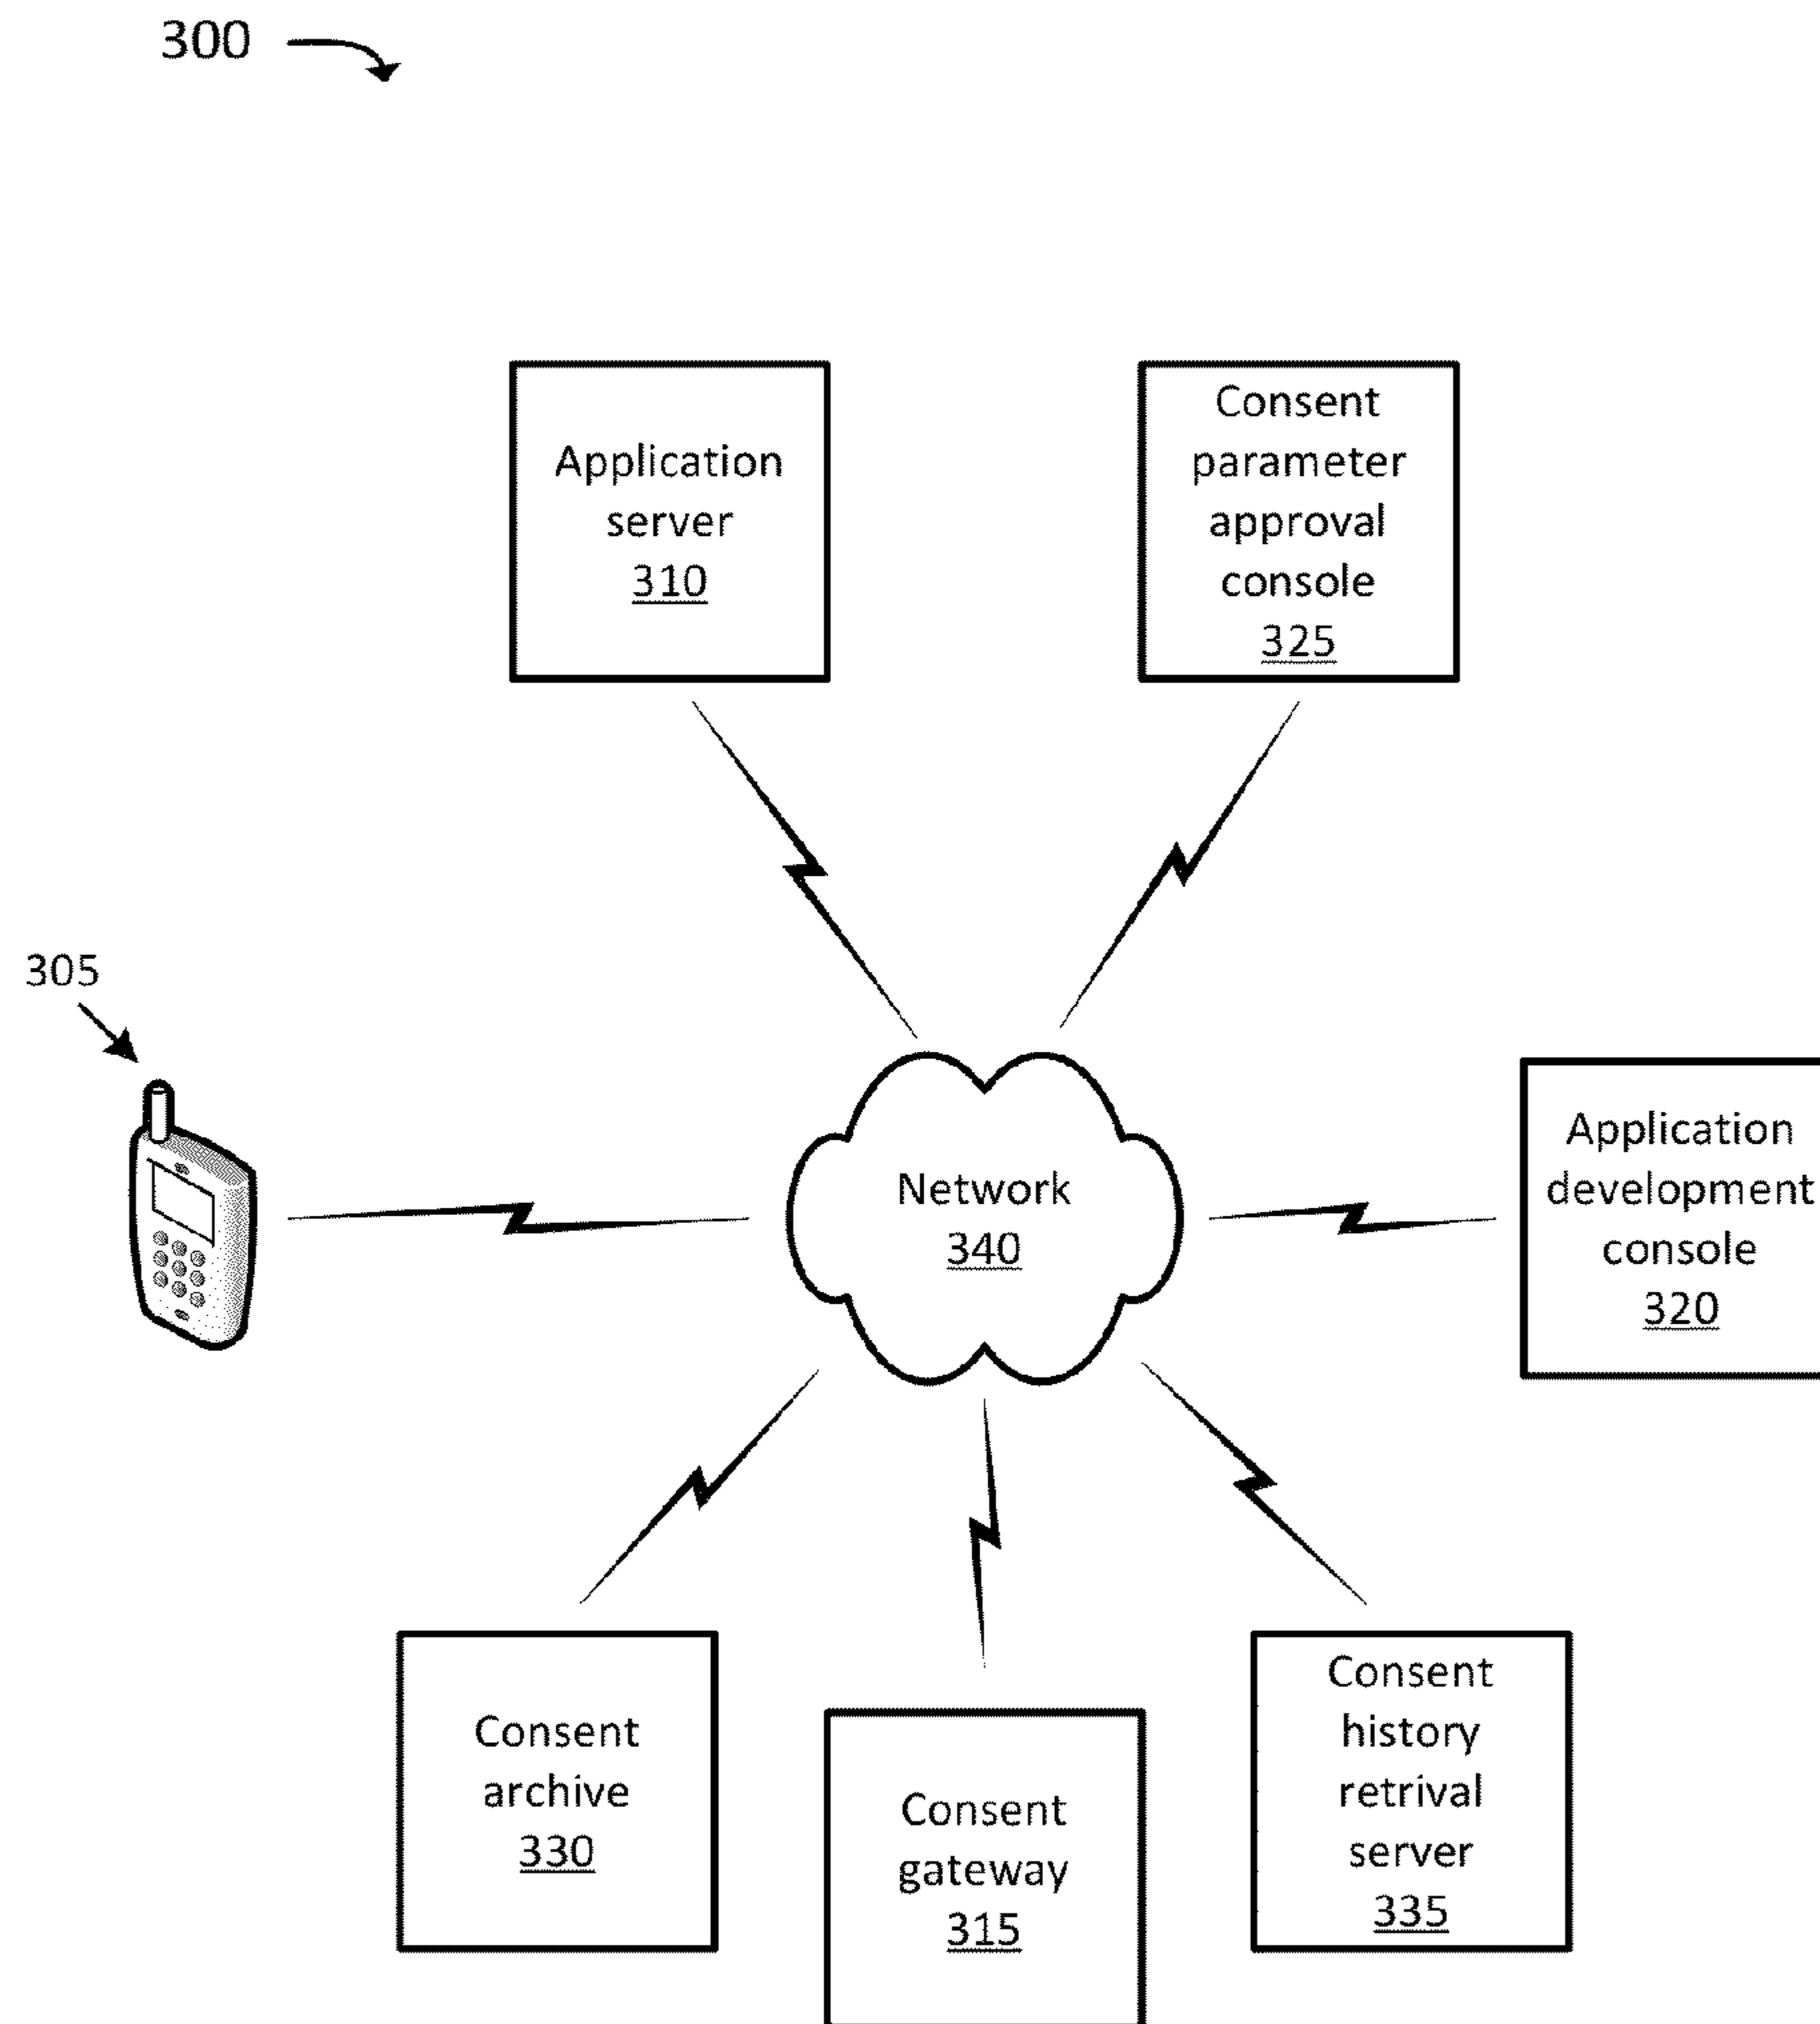 300
Application
server
310
Consent
parameter
approval
console
325
305
Network
340
Application
development
console
320
Consent
archive
330
Consent
gateway
315
Consent
history
retrival
server
335